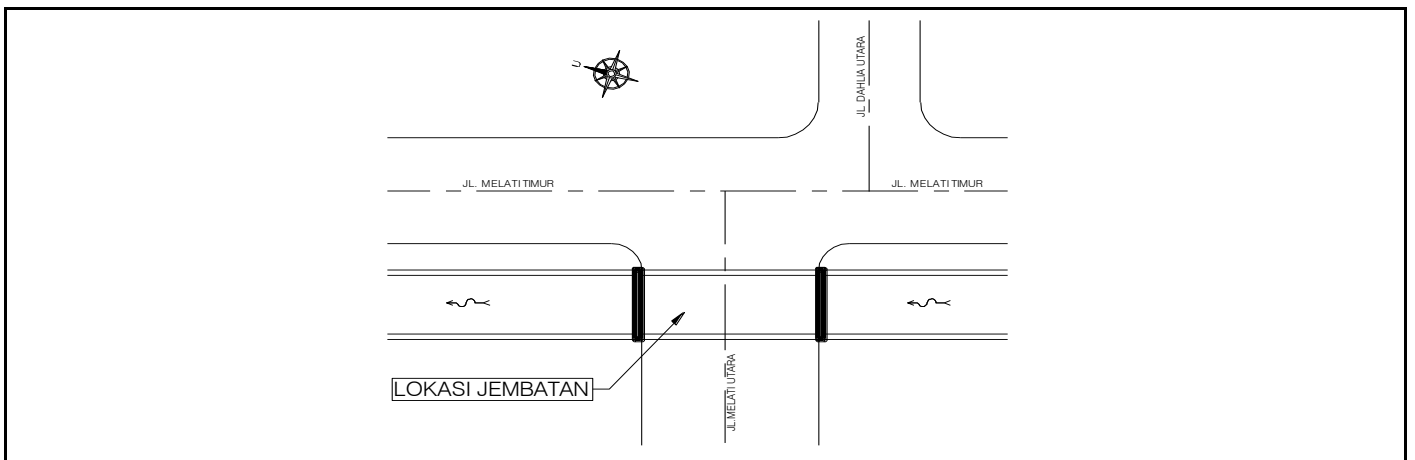 U
JL DAHLIA UTARA
JL. MELATI TIMUR
JL. MELATI TIMUR
LOKASI JEMBATAN
JL.MELATI UTARA